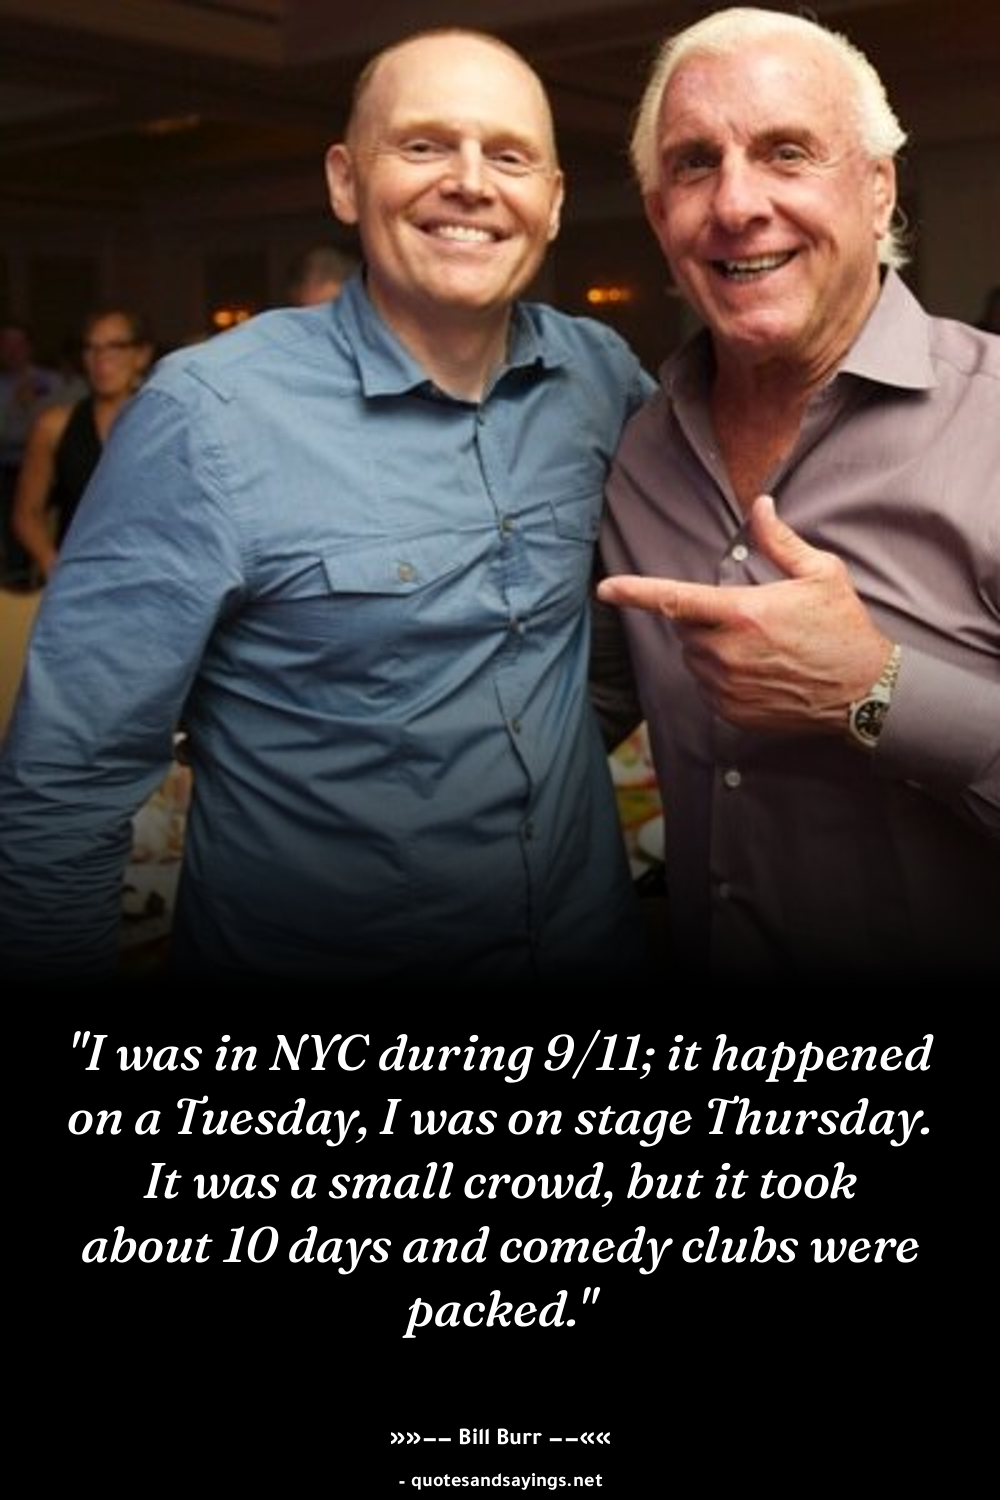 "I was in NYC during 9/11; it happened
on a Tuesday, I was on stage Thursday.
It was a small crowd, but it took
about 10 days and comedy clubs were
packed."
»»–– Bill Burr ––««
- quotesandsayings.net